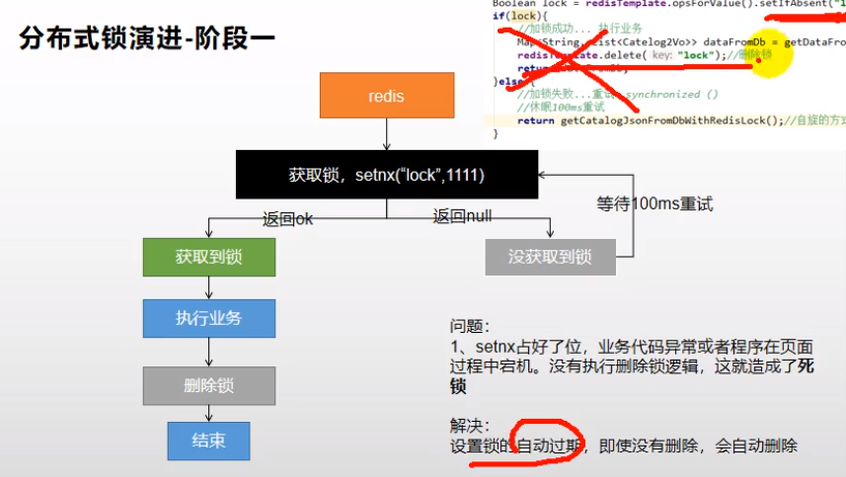 分布式锁演进-阶段一
Boolean lock = redisTemplate.opsForValue().setIfAbsent("l
if(lock){
//加锁成功... 执行业务
Map<String, List<Catelog2Vo>> dataFromDb = getDataFro
redisTemplate.delete( key: "lock");//删除锁
return
}else{
//加锁失败...重试 synchronized ()
//休眠100ms重试
return getCatalogJsonFromDbWithRedisLock();//自旋的方式
}
redis
获取锁，setnx(“lock”,1111)
等待100ms重试
返回ok
返回null
获取到锁
没获取到锁
执行业务
删除锁
结束
问题：
1、setnx占好了位，业务代码异常或者程序在页面
过程中宕机。没有执行删除锁逻辑，这就造成了死
锁
解决：
设置锁的自动过期，即使没有删除，会自动删除